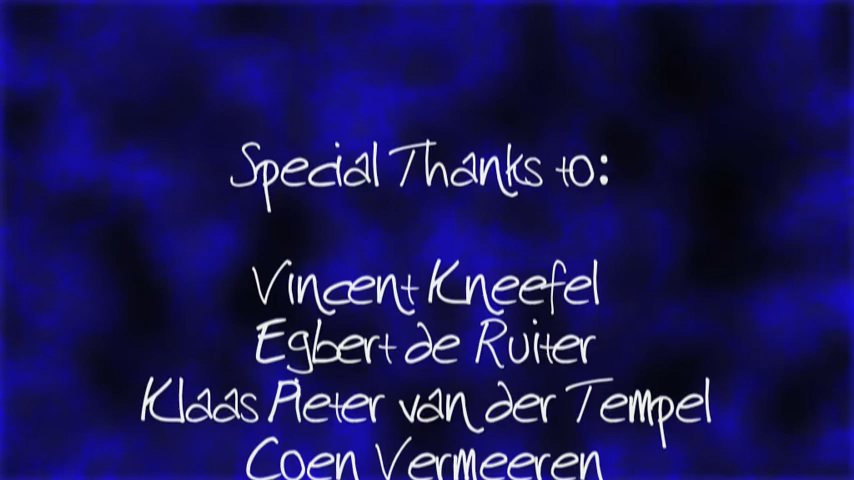 Special Thanks to:
Vincent Kneefel
Egbert de Ruiter
Klaas Pieter van der Tempel
Coen Vermeeren